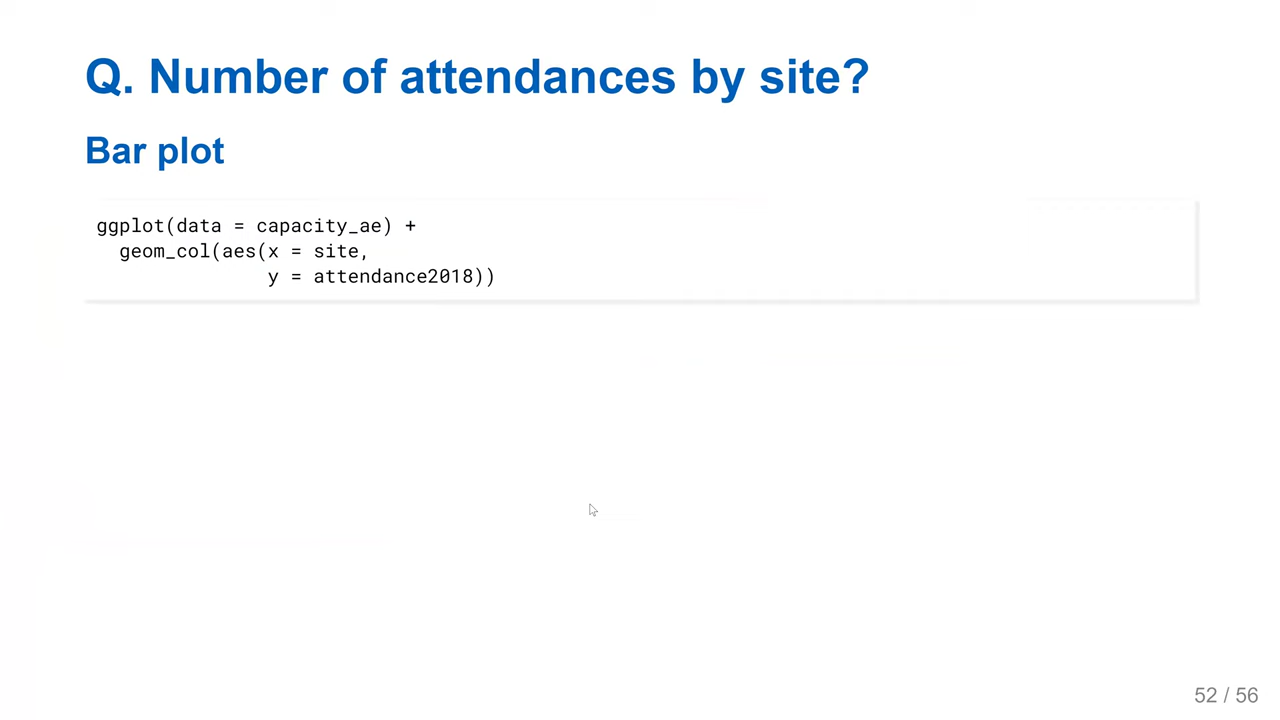 Q. Number of attendances by site?
Bar plot
ggplot(data = capacity_ae) +
  geom_col(aes(x = site,
               y = attendance2018))
52 / 56